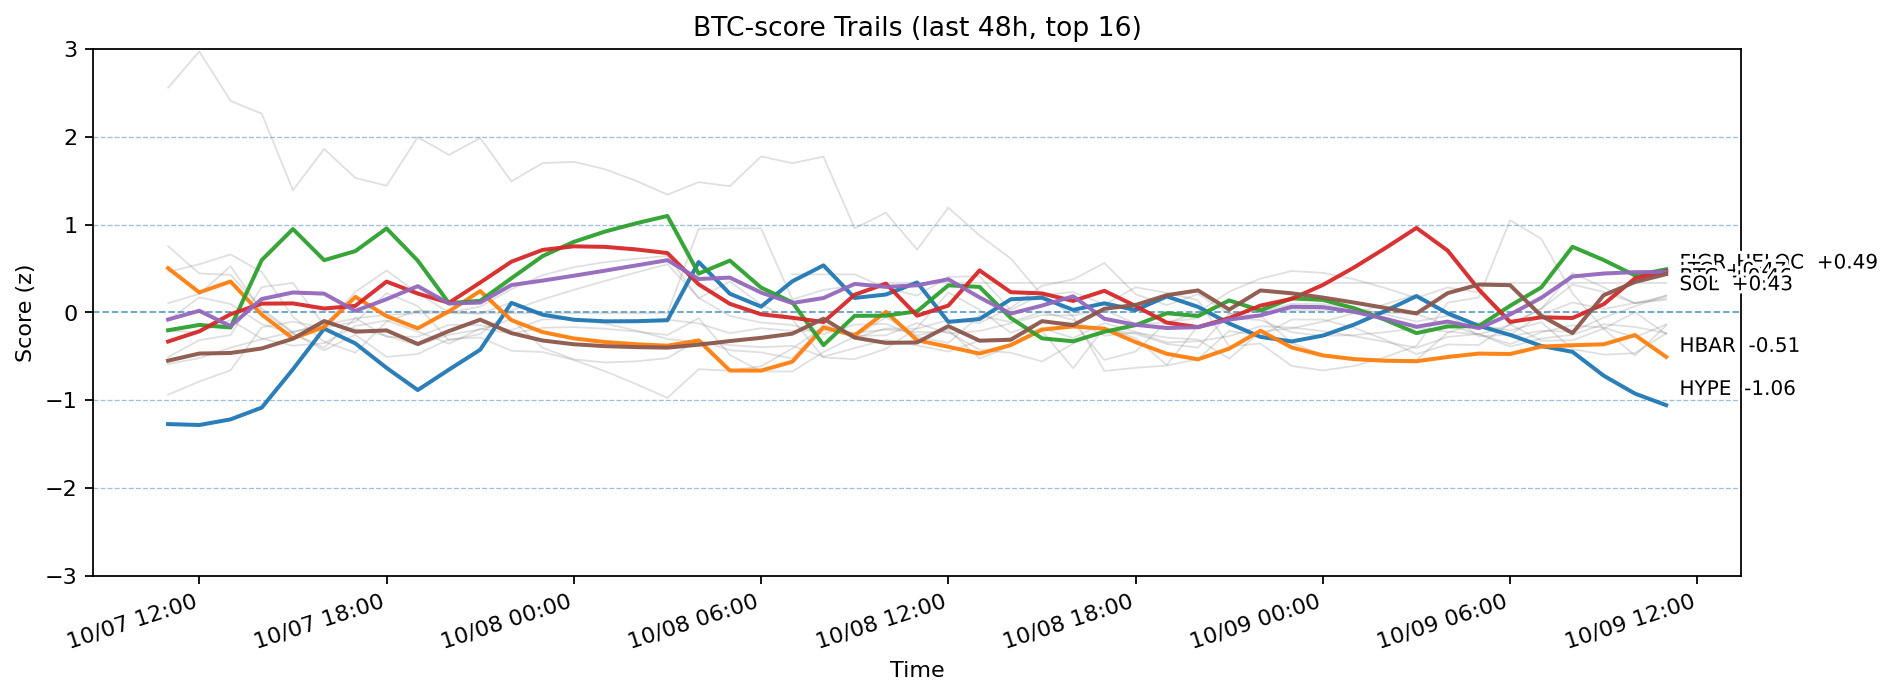 BTC-score Trails (last 48h, top 16)
Score (z)
3
2
1
0
−1
−2
−3
FIGR_HELOC +0.49
SOL +0.43
HBAR -0.51
HYPE -1.06
10/07 12:00
10/07 18:00
10/08 00:00
10/08 06:00
10/08 12:00
10/08 18:00
10/09 00:00
10/09 06:00
10/09 12:00
Time